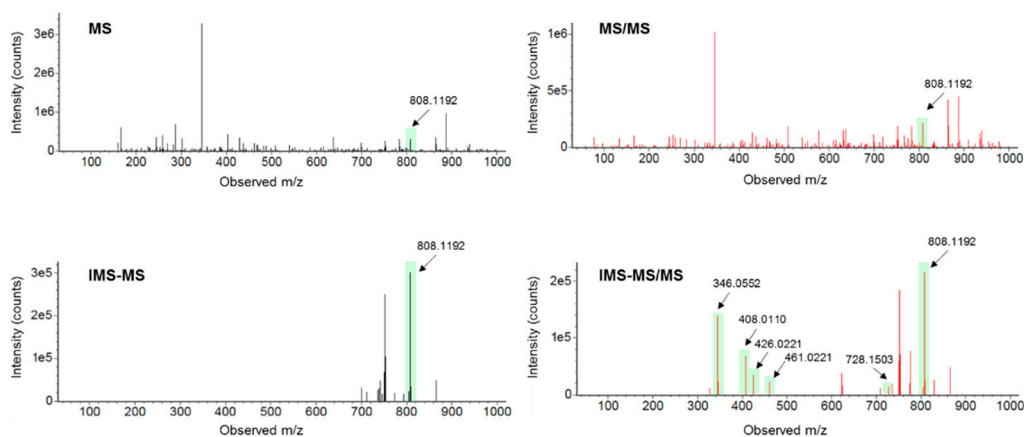 MS
Intensity (counts)
3e6
2e6
1e6
0
808.1192
100 200 300 400 500 600 700 800 900 1000
Observed m/z
MS/MS
Intensity (counts)
1e6
5e5
0
808.1192
100 200 300 400 500 600 700 800 900 1000
Observed m/z
IMS-MS
Intensity (counts)
3e5
2e5
1e5
0
808.1192
100 200 300 400 500 600 700 800 900 1000
Observed m/z
IMS-MS/MS
Intensity (counts)
2e5
1e5
0
808.1192
346.0552
408.0110
426.0221
461.0221
728.1503
100 200 300 400 500 600 700 800 900 1000
Observed m/z